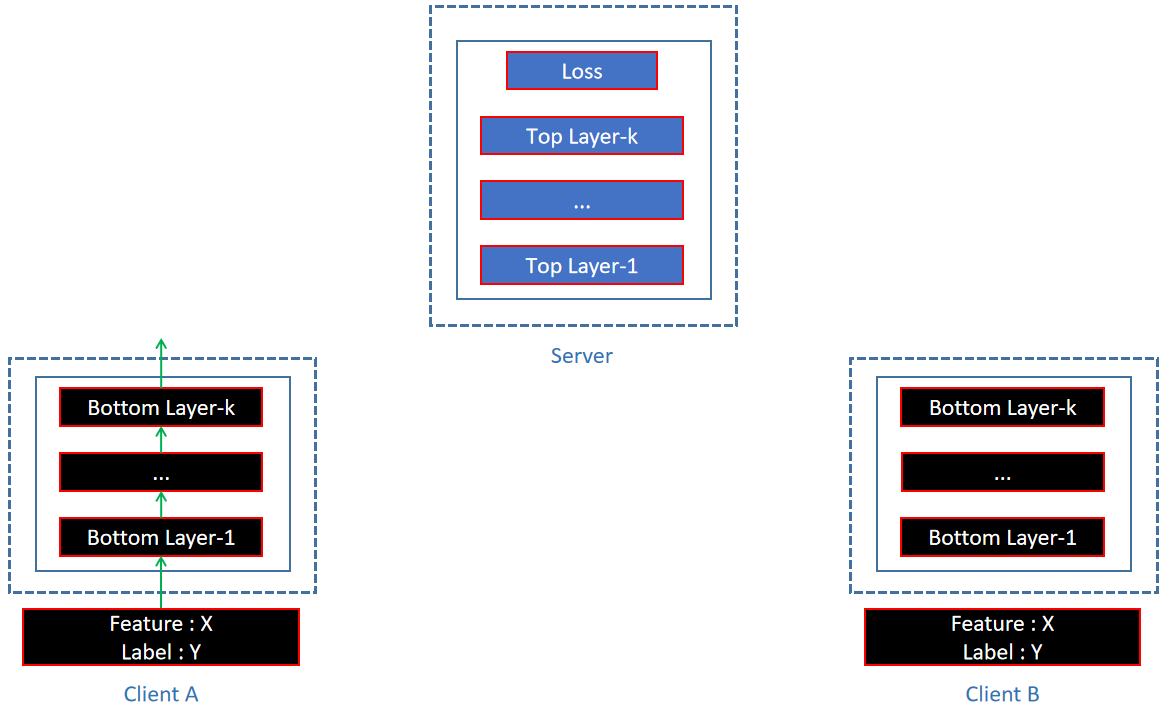 Loss
Top Layer-k
...
Top Layer-1
Server
Bottom Layer-k
...
Bottom Layer-1
Feature : X
Label : Y
Client A
Bottom Layer-k
...
Bottom Layer-1
Feature : X
Label : Y
Client B